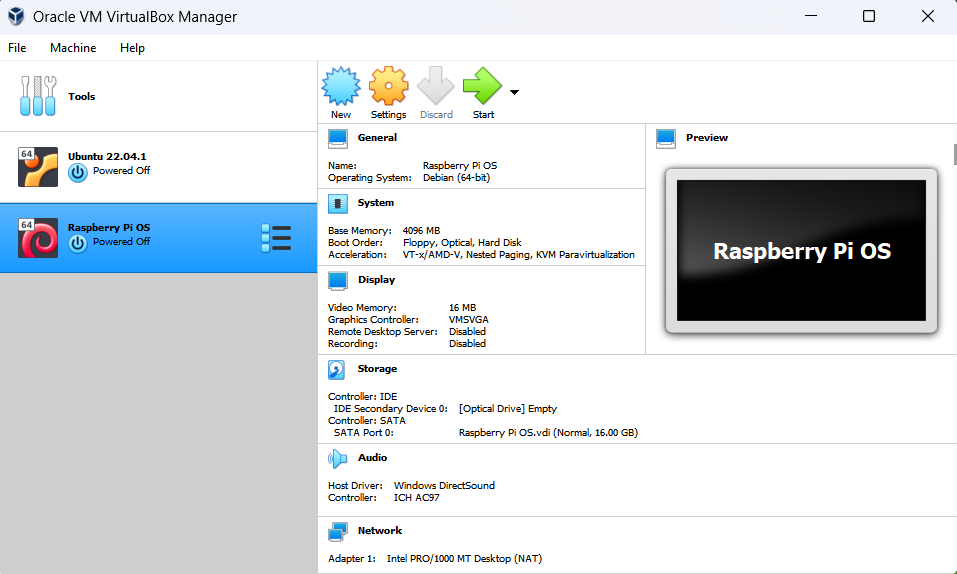 Oracle VM VirtualBox Manager
File Machine Help
Tools
64
Ubuntu 22.04.1
Powered Off
64
Raspberry Pi OS
Powered Off
New Settings Discard Start
General
Name: Raspberry Pi OS
Operating System: Debian (64-bit)
System
Base Memory: 4096 MB
Boot Order: Floppy, Optical, Hard Disk
Acceleration: VT-x/AMD-V, Nested Paging, KVM Paravirtualization
Display
Video Memory: 16 MB
Graphics Controller: VMSVGA
Remote Desktop Server: Disabled
Recording: Disabled
Preview
Raspberry Pi OS
Storage
Controller: IDE
IDE Secondary Device 0: [Optical Drive] Empty
Controller: SATA
SATA Port 0: Raspberry Pi OS.vdi (Normal, 16.00 GB)
Audio
Host Driver: Windows DirectSound
Controller: ICH AC97
Network
Adapter 1: Intel PRO/1000 MT Desktop (NAT)